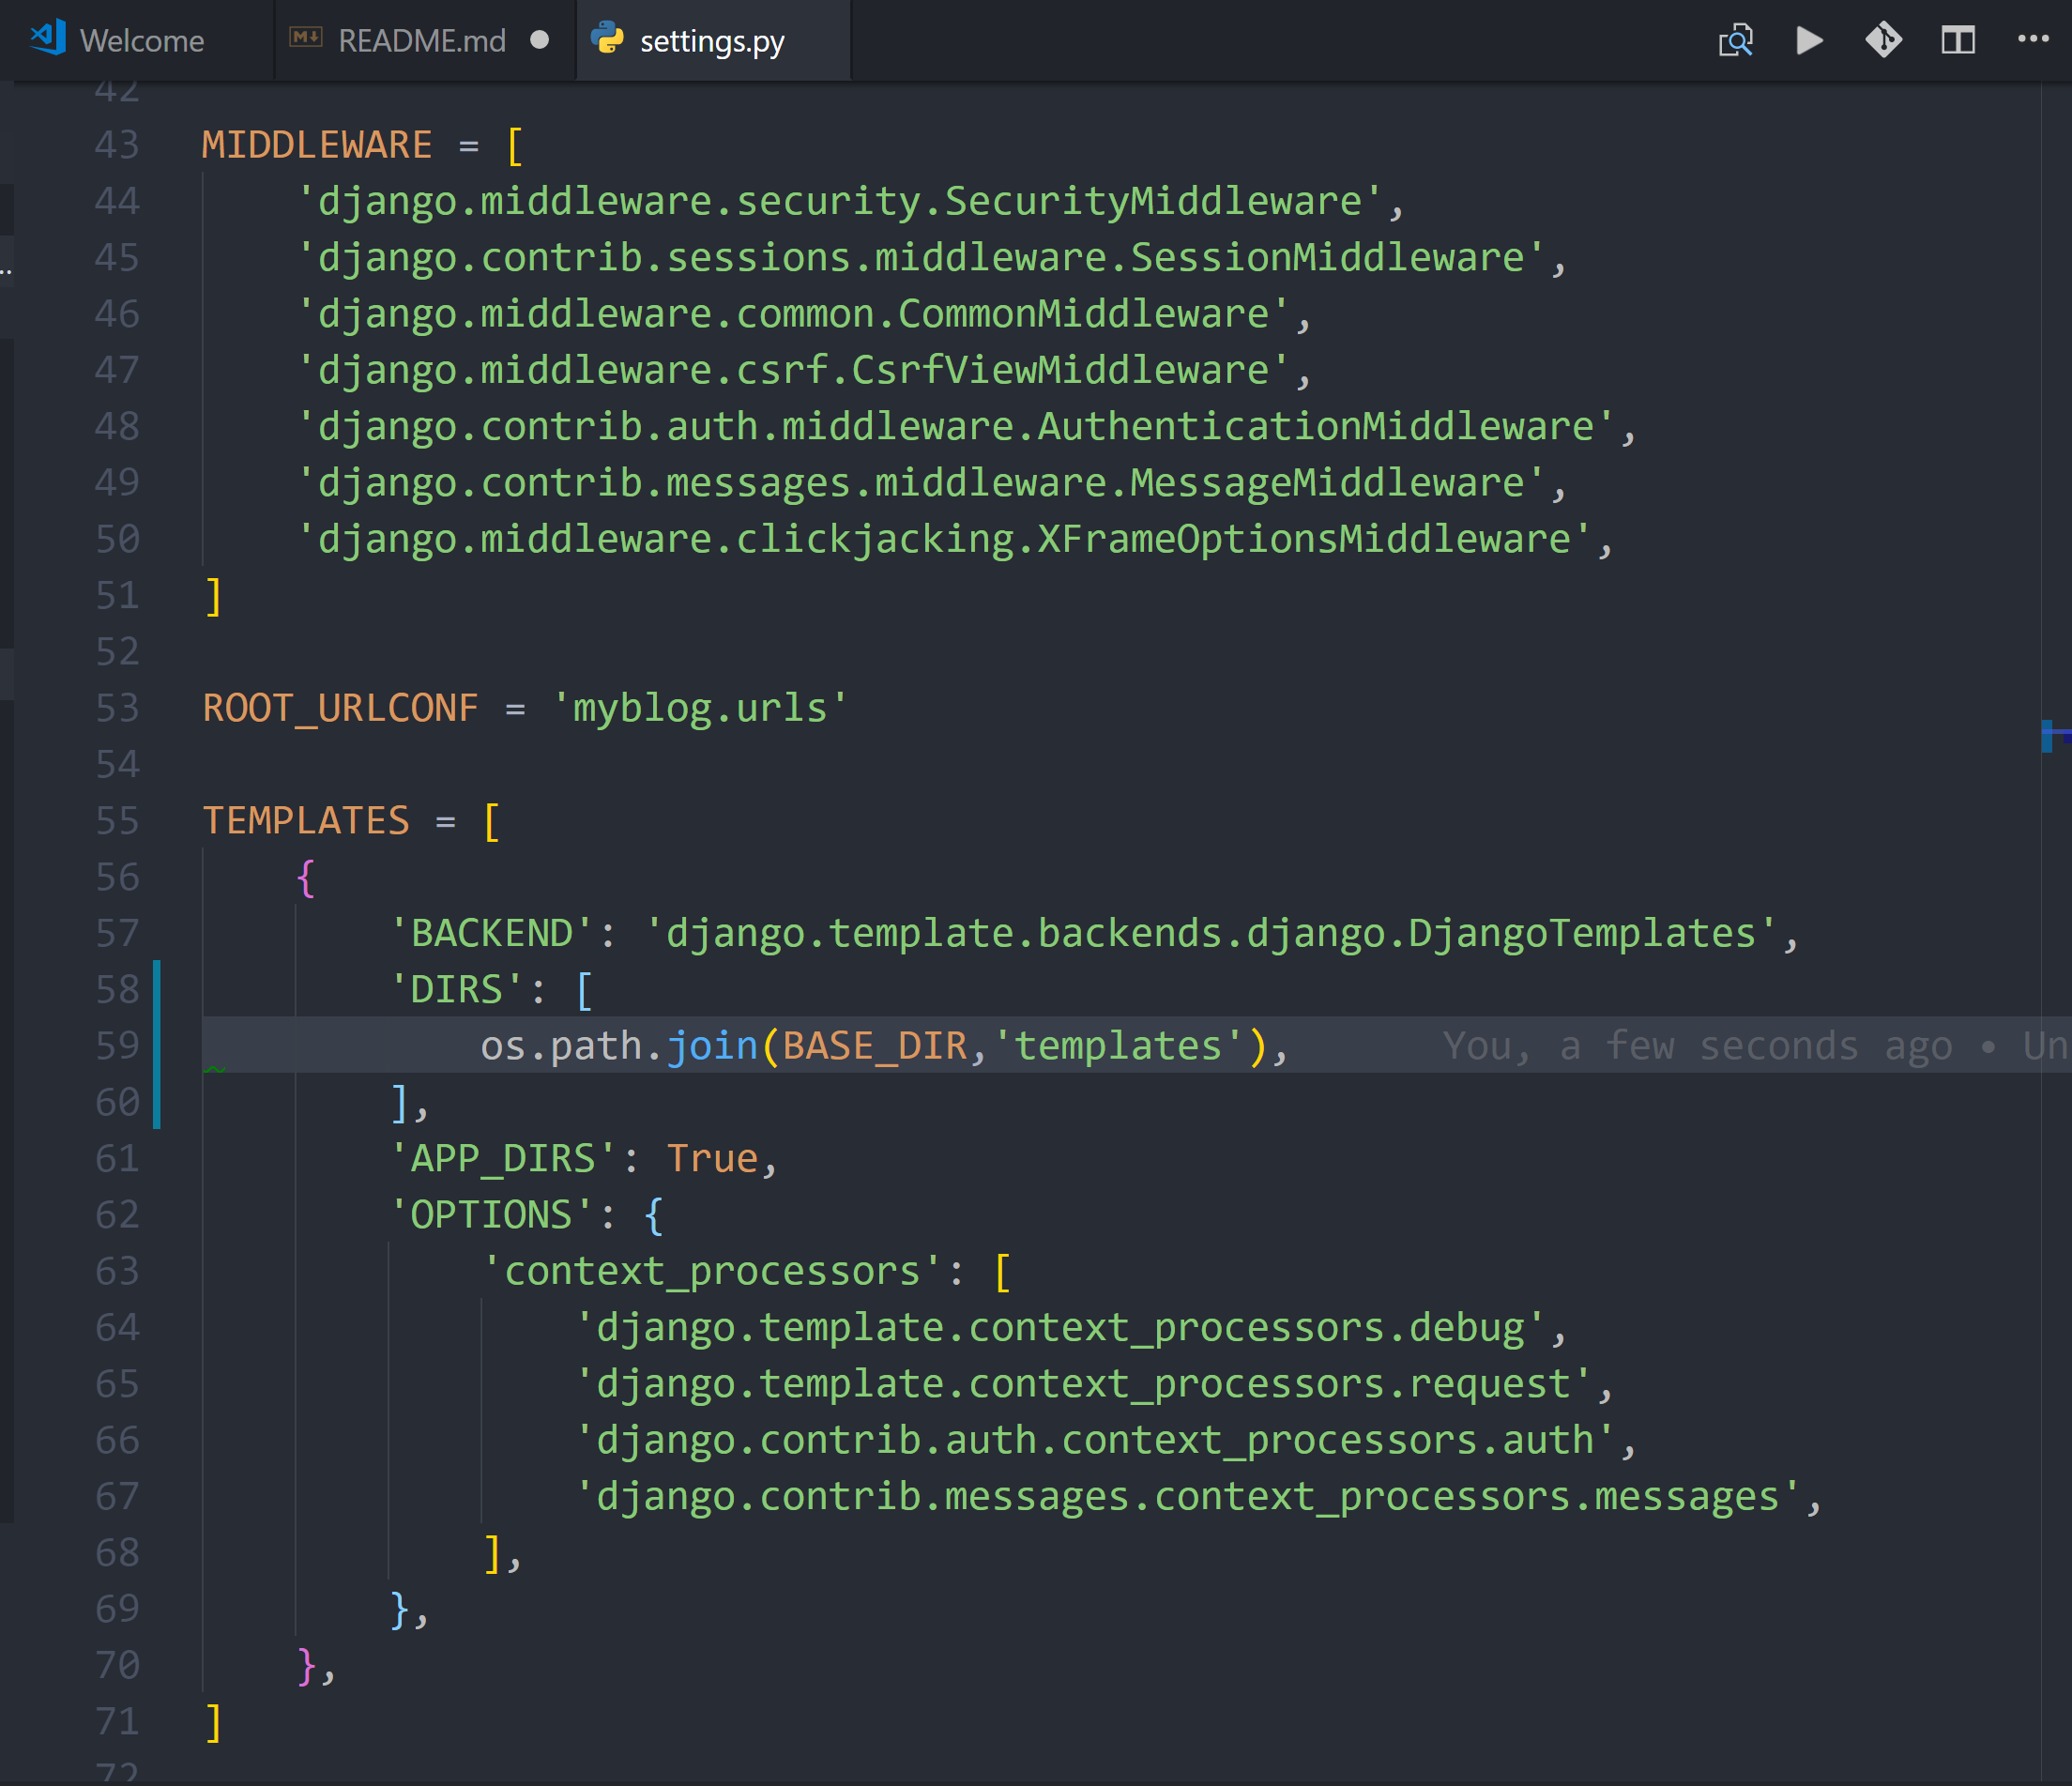 Welcome README.md settings.py
42
43 MIDDLEWARE = [
44     'django.middleware.security.SecurityMiddleware',
45     'django.contrib.sessions.middleware.SessionMiddleware',
46     'django.middleware.common.CommonMiddleware',
47     'django.middleware.csrf.CsrfViewMiddleware',
48     'django.contrib.auth.middleware.AuthenticationMiddleware',
49     'django.contrib.messages.middleware.MessageMiddleware',
50     'django.middleware.clickjacking.XFrameOptionsMiddleware',
51 ]
52
53 ROOT_URLCONF = 'myblog.urls'
54
55 TEMPLATES = [
56     {
57         'BACKEND': 'django.template.backends.django.DjangoTemplates',
58         'DIRS': [
59             os.path.join(BASE_DIR,'templates'), You, a few seconds ago • Un
60         ],
61         'APP_DIRS': True,
62         'OPTIONS': {
63             'context_processors': [
64                 'django.template.context_processors.debug',
65                 'django.template.context_processors.request',
66                 'django.contrib.auth.context_processors.auth',
67                 'django.contrib.messages.context_processors.messages',
68             ],
69         },
70     },
71 ]
72